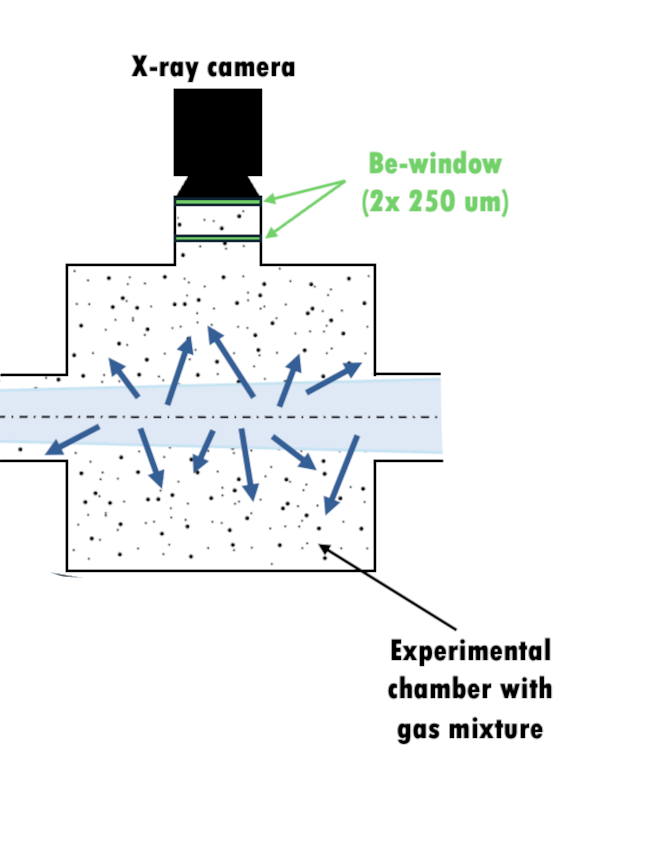 X-ray camera
Be-window
(2x 250 um)
Experimental
chamber with
gas mixture